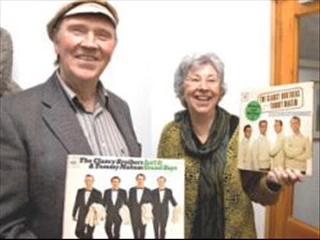 The Clancy Brothers Isn't It
& Tommy Makem Grand Boys
THE CLANCY BROTHERS
TOMMY MAKEM